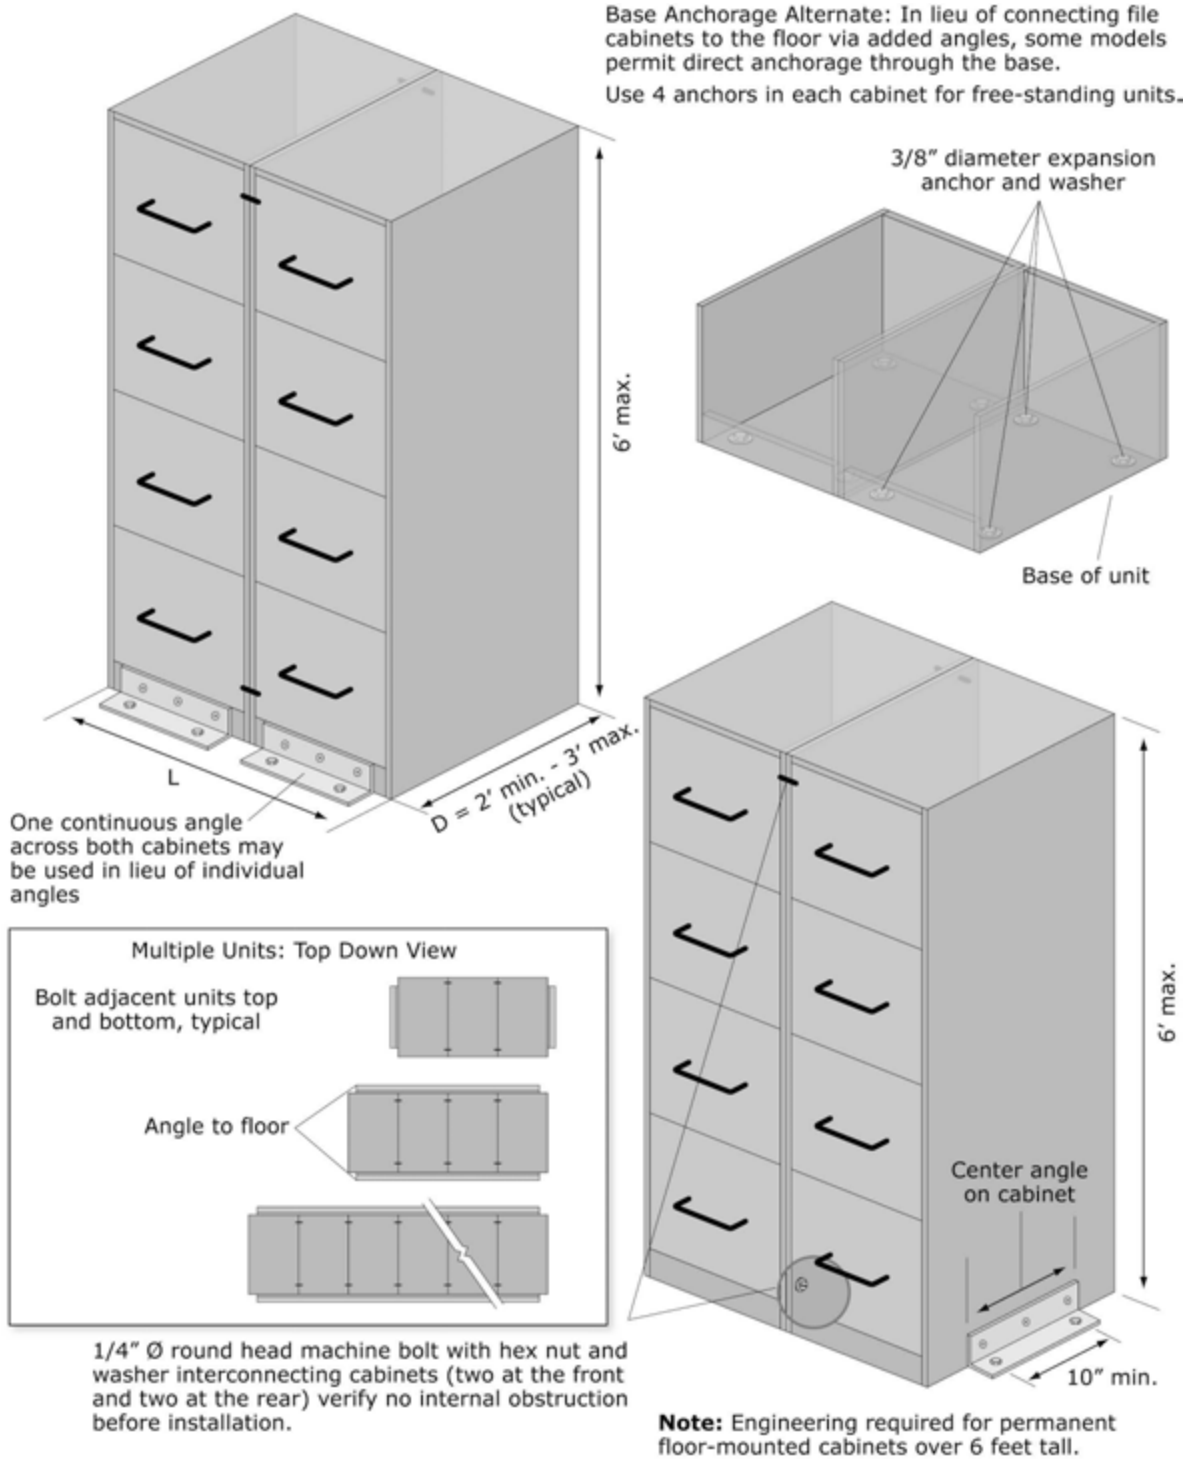 Base Anchorage Alternate: In lieu of connecting file
cabinets to the floor via added angles, some models
permit direct anchorage through the base.
Use 4 anchors in each cabinet for free-standing units.
3/8” diameter expansion
anchor and washer
6’ max.
Base of unit
L
D = 2’ min. - 3’ max.
(typical)
One continuous angle
across both cabinets may
be used in lieu of individual
angles
Multiple Units: Top Down View
Bolt adjacent units top
and bottom, typical
Angle to floor
6’ max.
Center angle
on cabinet
10” min.
1/4” Ø round head machine bolt with hex nut and
washer interconnecting cabinets (two at the front
and two at the rear) verify no internal obstruction
before installation.
Note: Engineering required for permanent
floor-mounted cabinets over 6 feet tall.